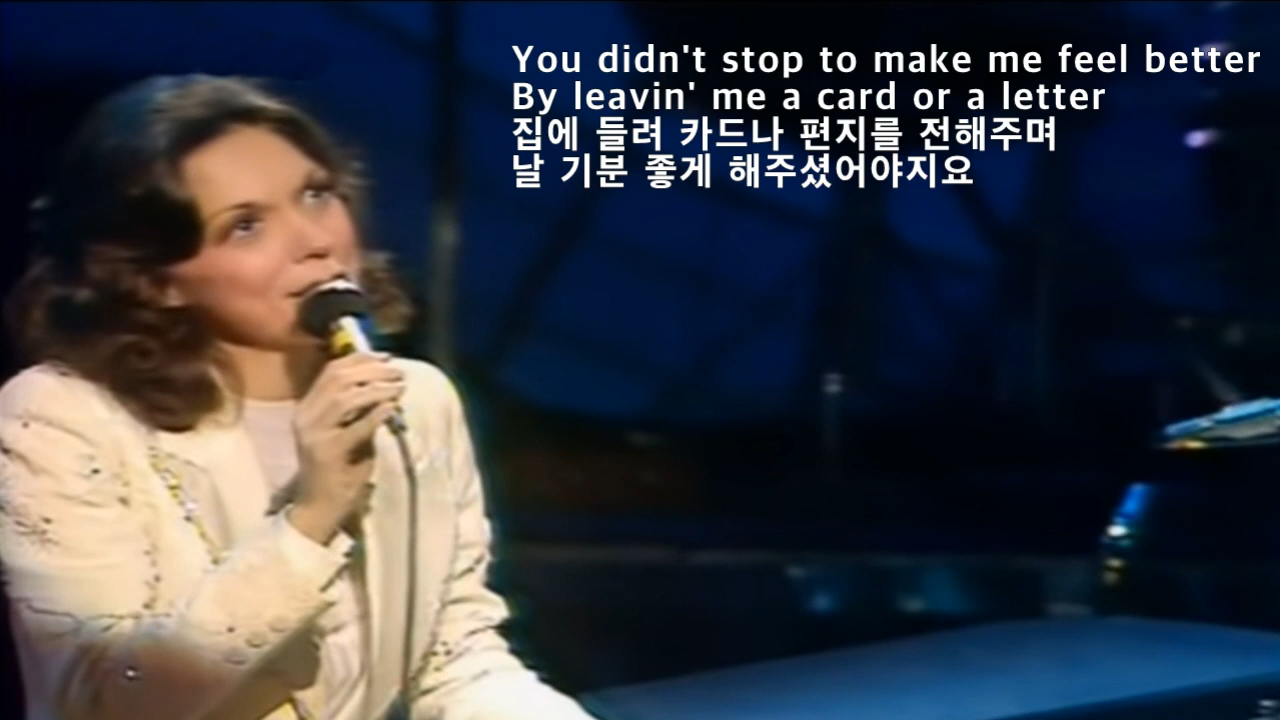 You didn't stop to make me feel better
By leavin' me a card or a letter
집에 들려 카드나 편지를 전해주며
날 기분 좋게 해주셨어야지요